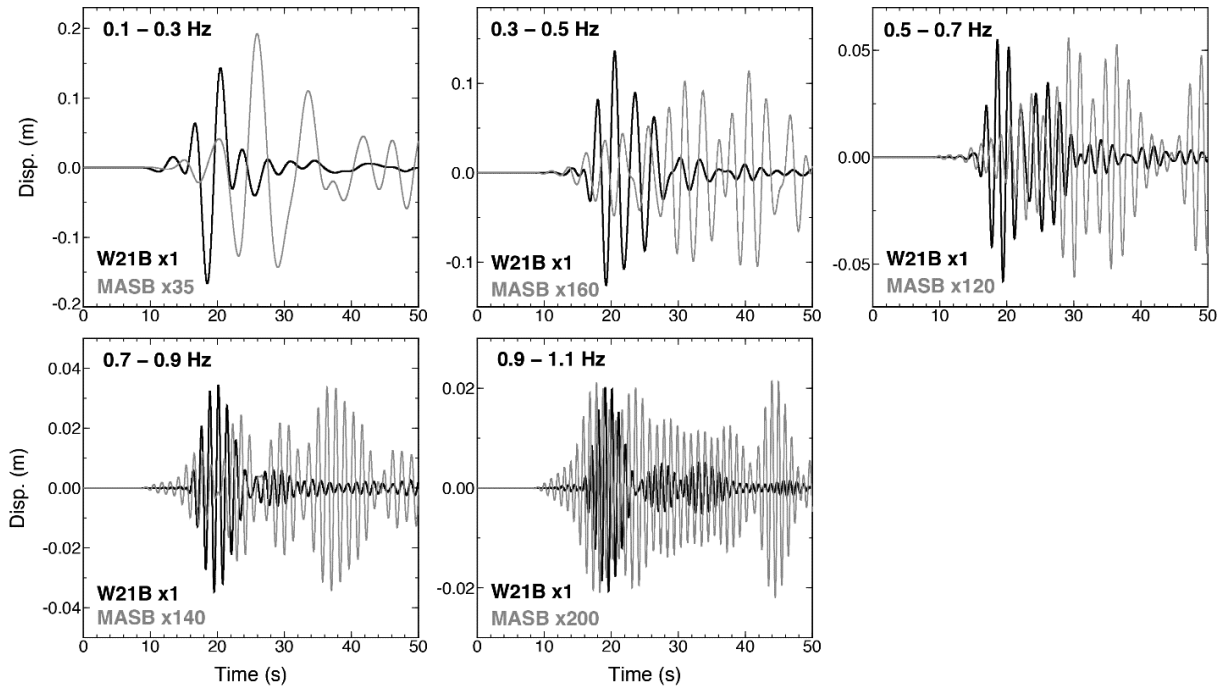 0.1 – 0.3 Hz
0.2
0.1
0.0
-0.1
-0.2
Disp. (m)
W21B x1
MASB x35
0 10 20 30 40 50
0.3 – 0.5 Hz
0.1
0.0
-0.1
W21B x1
MASB x160
0 10 20 30 40 50
0.5 – 0.7 Hz
0.05
0.00
-0.05
W21B x1
MASB x120
0 10 20 30 40 50
0.7 – 0.9 Hz
0.04
0.02
0.00
-0.02
-0.04
Disp. (m)
W21B x1
MASB x140
0 10 20 30 40 50
Time (s)
0.9 – 1.1 Hz
0.02
0.00
-0.02
W21B x1
MASB x200
0 10 20 30 40 50
Time (s)